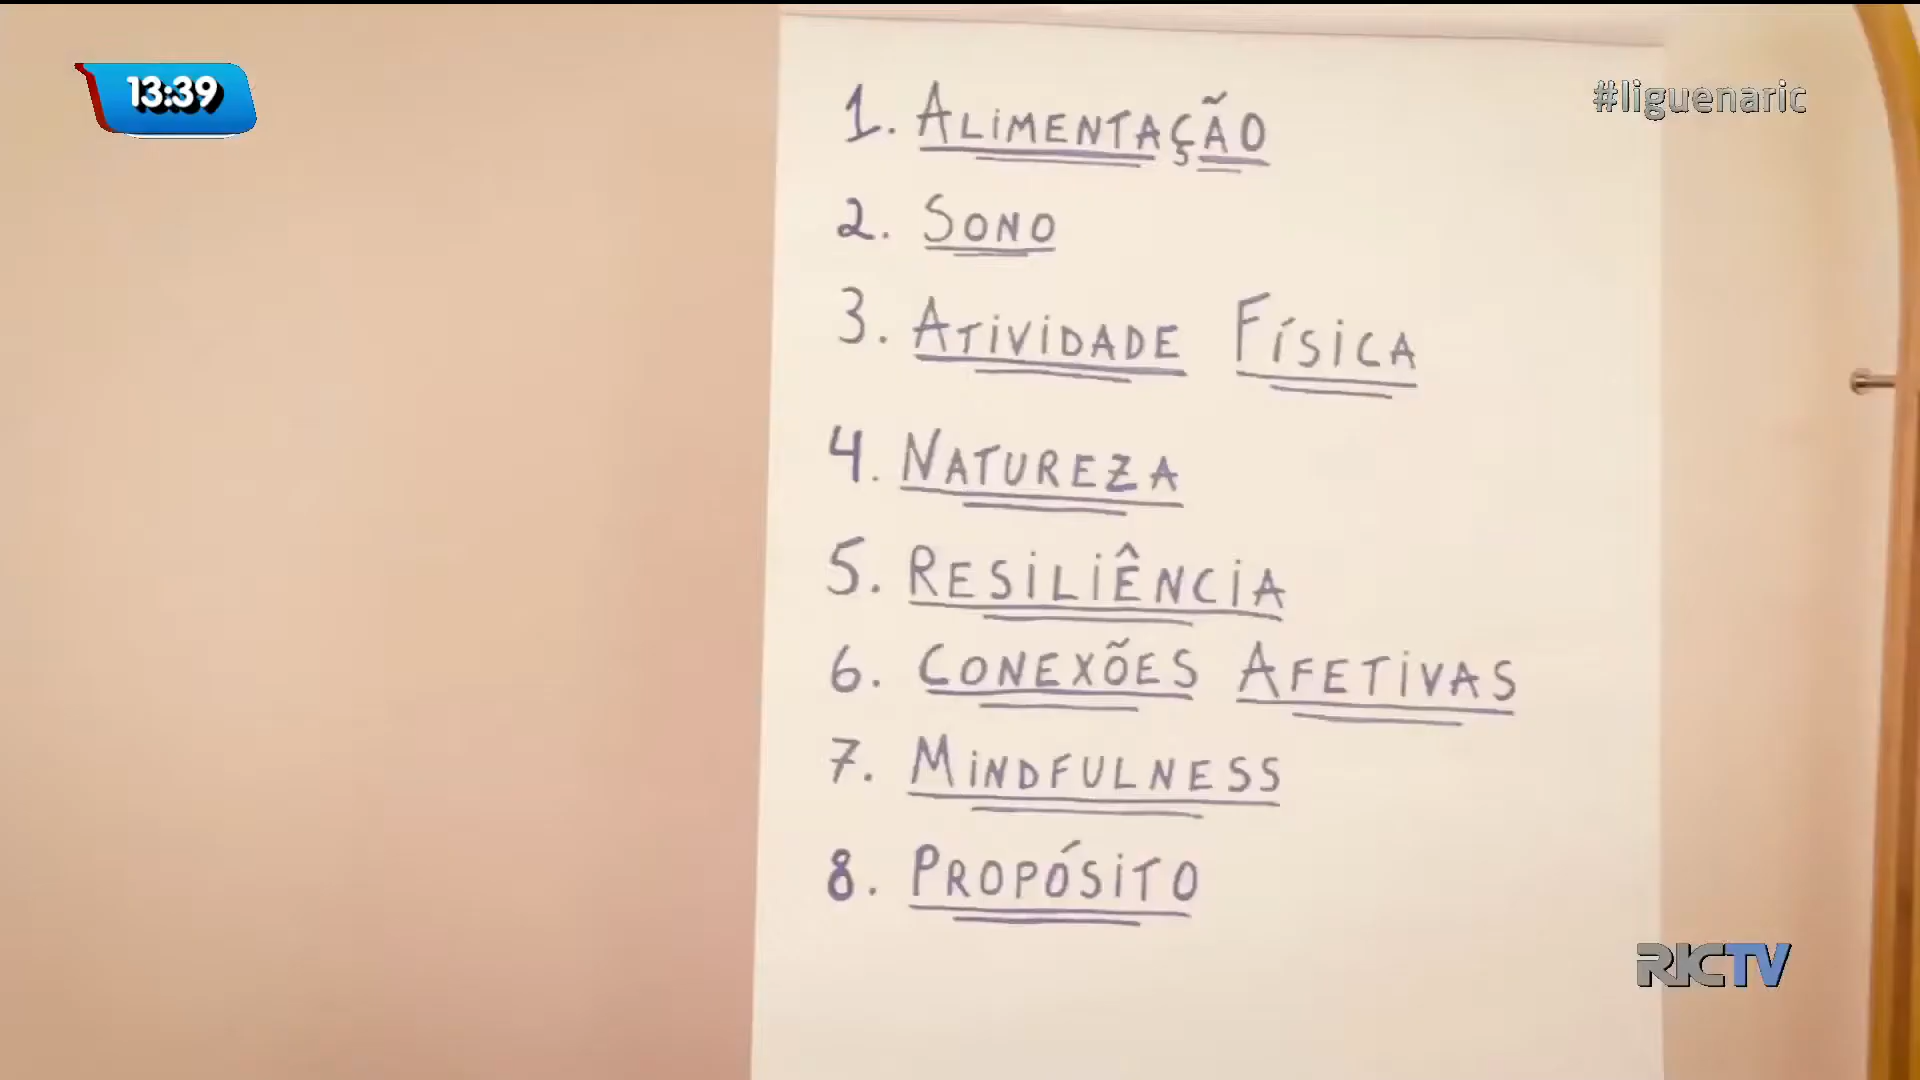 13:39
#liguenaric
1. ALiMENTAÇÃO
2. SONO
3. ATiViDADE FÍSiCA
4. NATUREZA
5. RESiLiÊNCiA
6. CONEXÕES AFETiVAS
7. MiNDFULNESS
8. PROPÓSiTO
RICTV